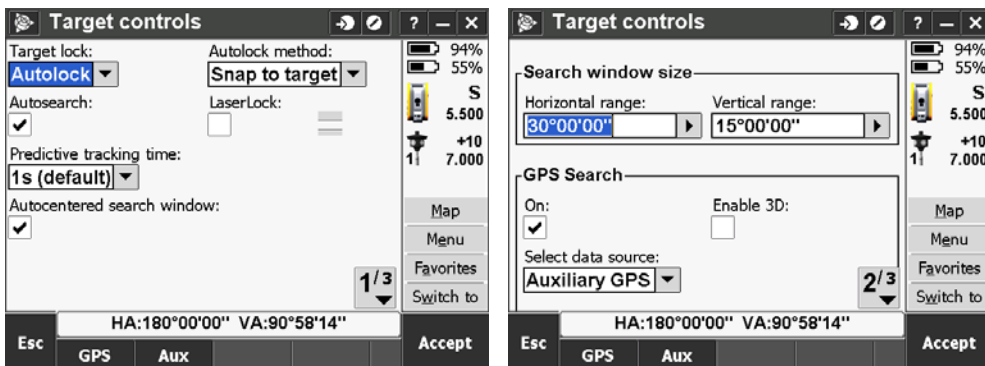 Target controls
? – ×
Target lock:
Autolock
Autolock method:
Snap to target
Autosearch:
LaserLock:
Predictive tracking time:
1s (default)
Autocentered search window:
1/3
94%
55%
S
5.500
+10
1 7.000
Map
Menu
Favorites
Switch to
HA:180°00'00" VA:90°58'14"
Esc
GPS
Aux
Accept
Target controls
? – ×
Search window size
Horizontal range:
30°00'00"
Vertical range:
15°00'00"
GPS Search
On:
Enable 3D:
Select data source:
Auxiliary GPS
2/3
94%
55%
S
5.500
+10
1 7.000
Map
Menu
Favorites
Switch to
HA:180°00'00" VA:90°58'14"
Esc
GPS
Aux
Accept